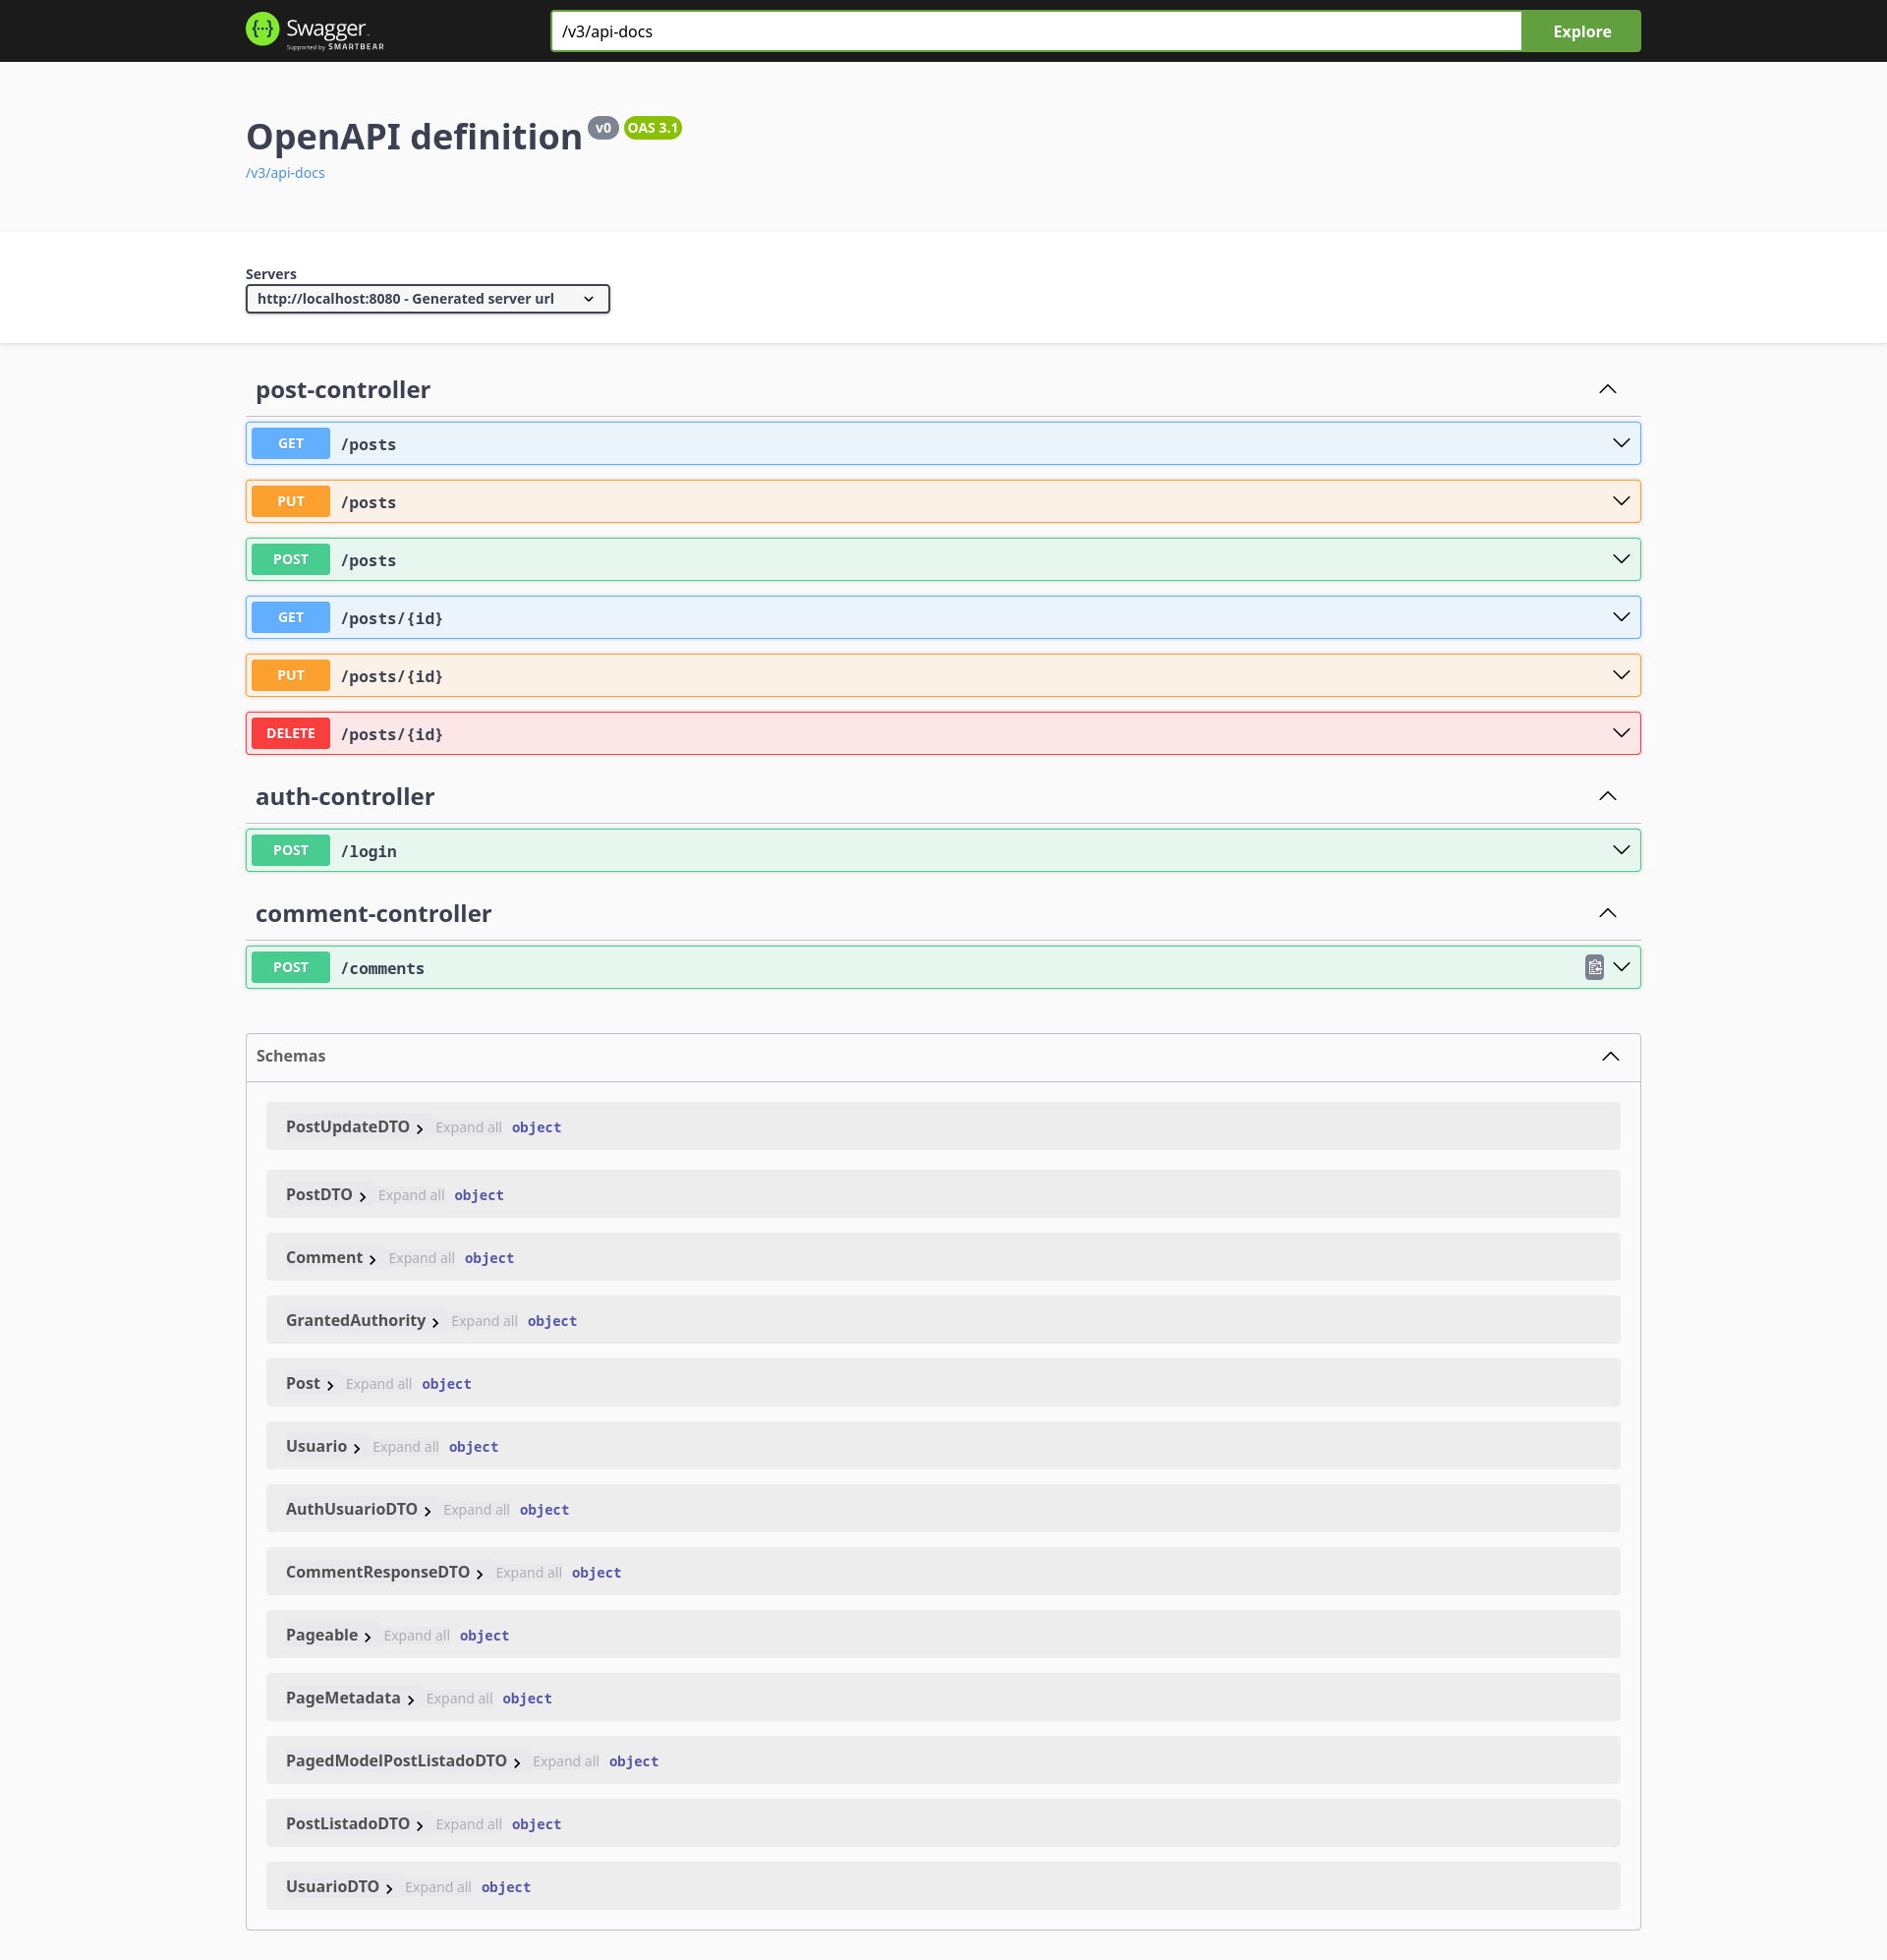 Swagger.
Supported by SMARTBEAR
/v3/api-docs
Explore
OpenAPI definition v0 OAS 3.1
/v3/api-docs
Servers
http://localhost:8080 - Generated server url
post-controller
GET /posts
PUT /posts
POST /posts
GET /posts/{id}
PUT /posts/{id}
DELETE /posts/{id}
auth-controller
POST /login
comment-controller
POST /comments
Schemas
PostUpdateDTO Expand all object
PostDTO Expand all object
Comment Expand all object
GrantedAuthority Expand all object
Post Expand all object
Usuario Expand all object
AuthUsuarioDTO Expand all object
CommentResponseDTO Expand all object
Pageable Expand all object
PageMetadata Expand all object
PagedModelPostListadoDTO Expand all object
PostListadoDTO Expand all object
UsuarioDTO Expand all object